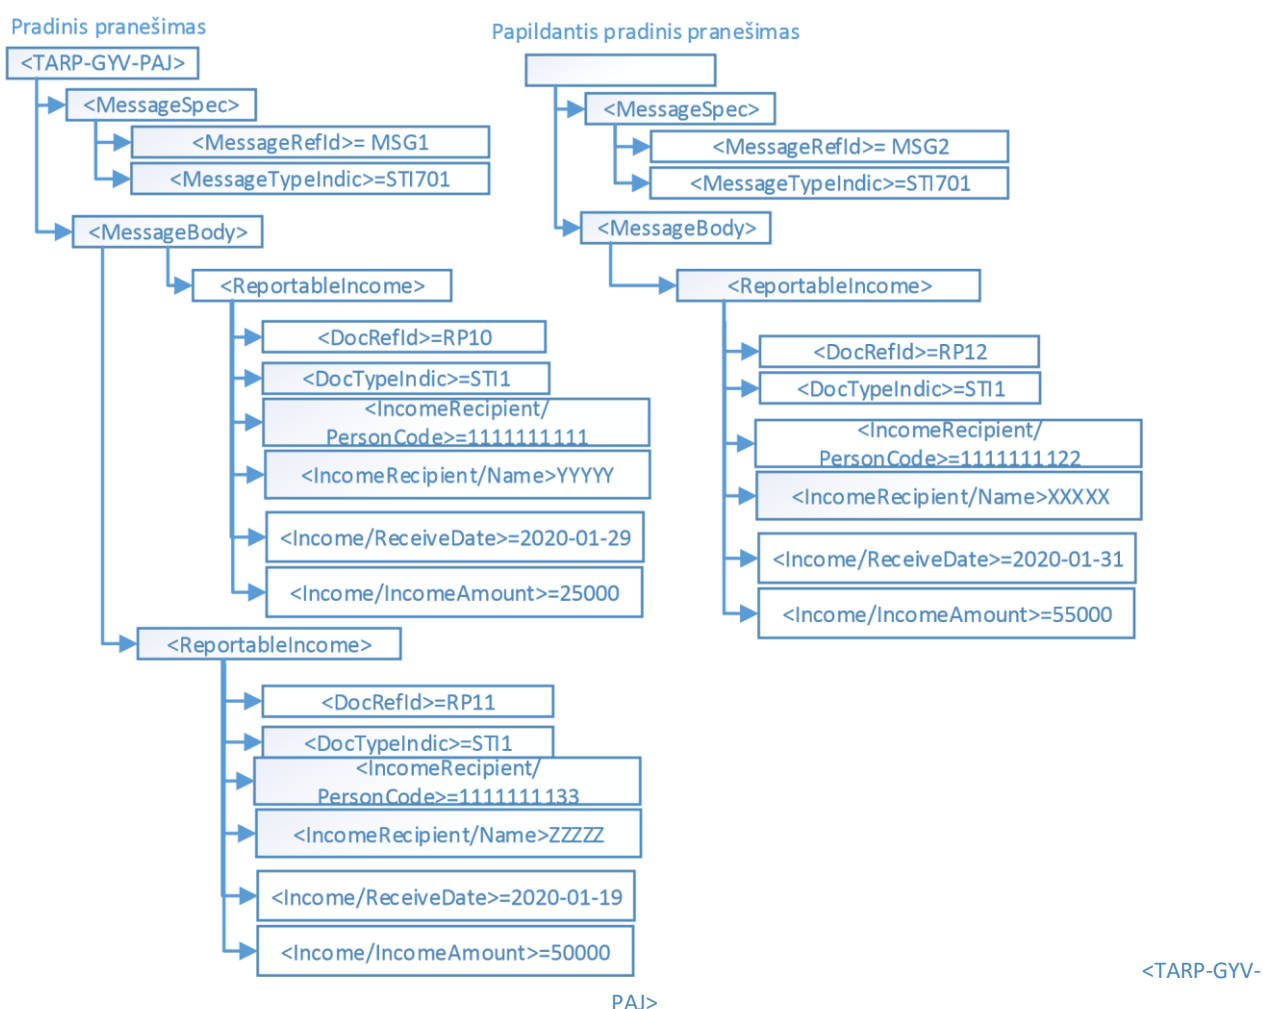 Pradinis pranešimas
<TARP-GYV-PAJ>
<MessageSpec>
<MessageRefId>= MSG1
<MessageTypeIndic>=STI701
<MessageBody>
<ReportableIncome>
<DocRefId>=RP10
<DocTypeIndic>=STI1
<IncomeRecipient/
PersonCode>=1111111111
<IncomeRecipient/Name>YYYYY
<Income/ReceiveDate>=2020-01-29
<Income/IncomeAmount>=25000
<ReportableIncome>
<DocRefId>=RP11
<DocTypeIndic>=STI1
<IncomeRecipient/
PersonCode>=1111111133
<IncomeRecipient/Name>ZZZZZ
<Income/ReceiveDate>=2020-01-19
<Income/IncomeAmount>=50000
Papildantis pradinis pranešimas
<MessageSpec>
<MessageRefId>= MSG2
<MessageTypeIndic>=STI701
<MessageBody>
<ReportableIncome>
<DocRefId>=RP12
<DocTypeIndic>=STI1
<IncomeRecipient/
PersonCode>=1111111122
<IncomeRecipient/Name>XXXXX
<Income/ReceiveDate>=2020-01-31
<Income/IncomeAmount>=55000
<TARP-GYV-
PAJ>